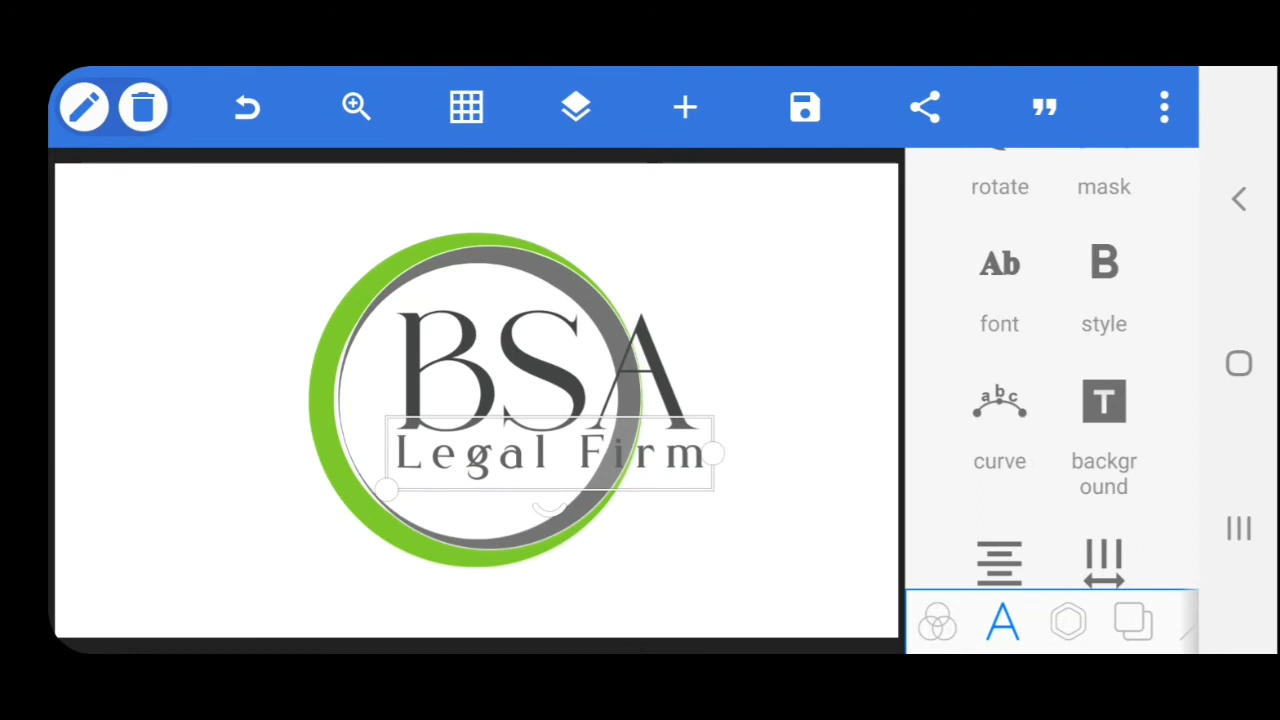 rotate mask
Ab B
font style
abc T
curve backgr
ound
BSA
Legal Firm
A